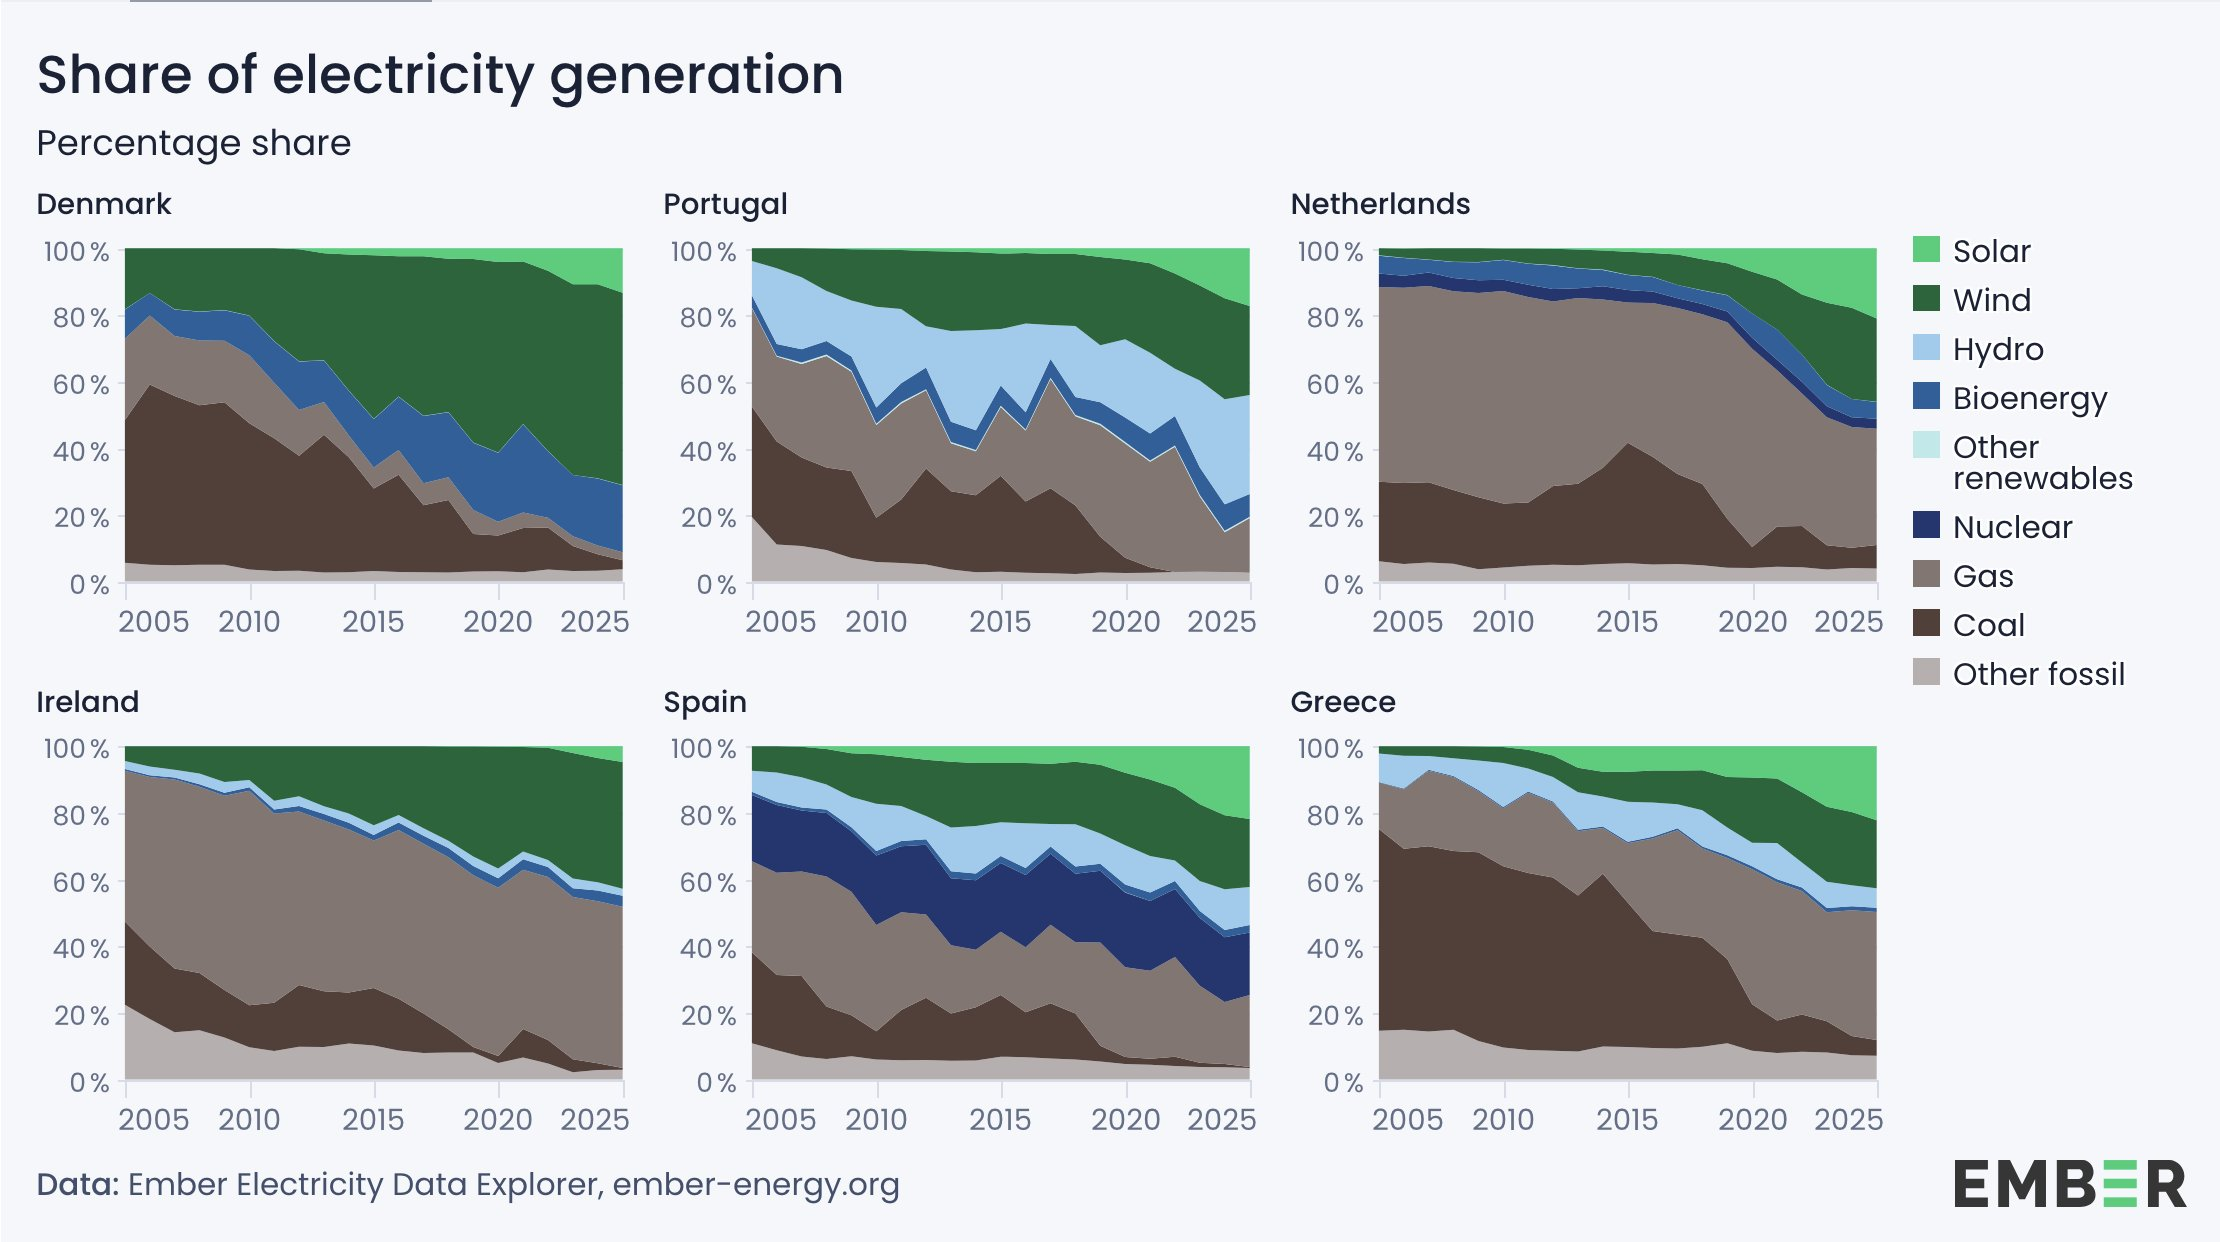 Share of electricity generation
Percentage share
Denmark
100 %
80 %
60 %
40 %
20 %
0 %
2005 2010 2015 2020 2025
Portugal
100 %
80 %
60 %
40 %
20 %
0 %
2005 2010 2015 2020 2025
Netherlands
100 %
80 %
60 %
40 %
20 %
0 %
2005 2010 2015 2020 2025
Solar
Wind
Hydro
Bioenergy
Other
renewables
Nuclear
Gas
Coal
Other fossil
Ireland
100 %
80 %
60 %
40 %
20 %
0 %
2005 2010 2015 2020 2025
Spain
100 %
80 %
60 %
40 %
20 %
0 %
2005 2010 2015 2020 2025
Greece
100 %
80 %
60 %
40 %
20 %
0 %
2005 2010 2015 2020 2025
Data: Ember Electricity Data Explorer, ember-energy.org
EMBER